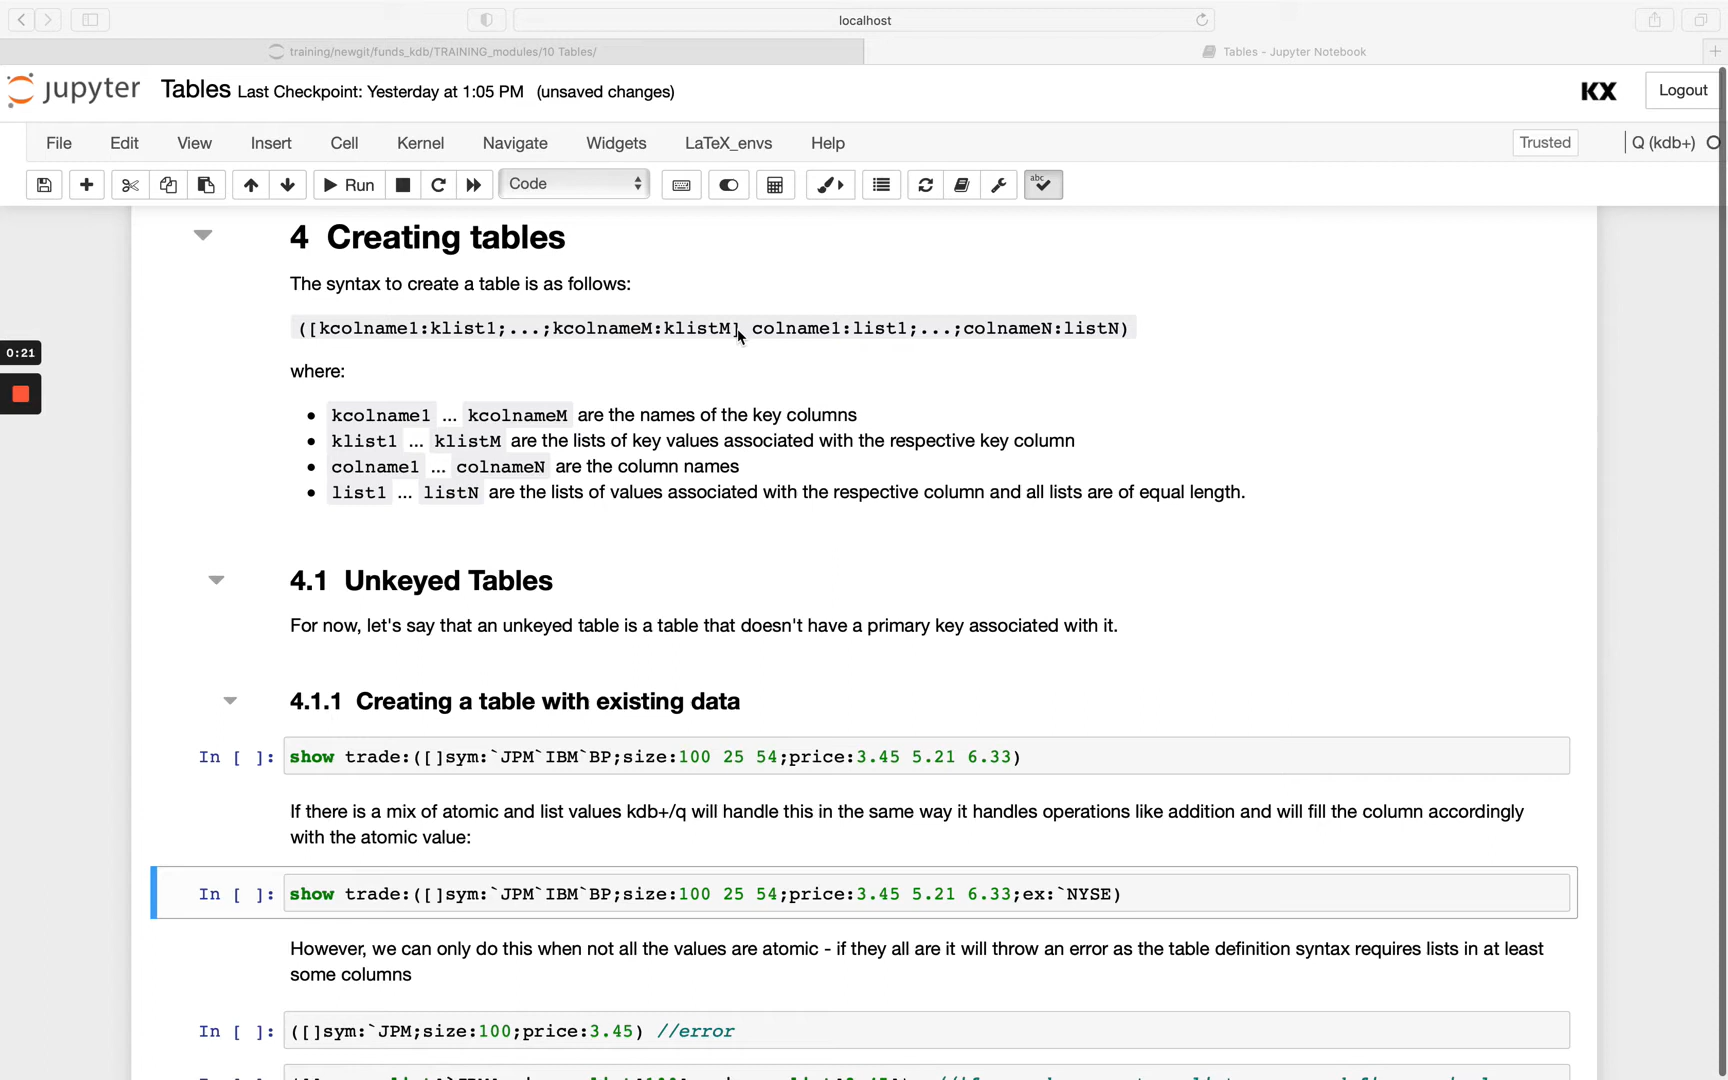 localhost
training/newgit/funds_kdb/TRAINING_modules/10 Tables/
Tables - Jupyter Notebook
jupyter Tables Last Checkpoint: Yesterday at 1:05 PM (unsaved changes) KX Logout
File Edit View Insert Cell Kernel Navigate Widgets LaTeX_envs Help Trusted Q (kdb+)
Run Code abc
4 Creating tables
The syntax to create a table is as follows:
([kcolname1:klist1;...;kcolnameM:klistM] colname1:list1;...;colnameN:listN)
0:21
where:
kcolname1 ... kcolnameM are the names of the key columns
klist1 ... klistM are the lists of key values associated with the respective key column
colname1 ... colnameN are the column names
list1 ... listN are the lists of values associated with the respective column and all lists are of equal length.
4.1 Unkeyed Tables
For now, let's say that an unkeyed table is a table that doesn't have a primary key associated with it.
4.1.1 Creating a table with existing data
In [ ]: show trade:([]sym:`JPM`IBM`BP;size:100 25 54;price:3.45 5.21 6.33)
If there is a mix of atomic and list values kdb+/q will handle this in the same way it handles operations like addition and will fill the column accordingly
with the atomic value:
In [ ]: show trade:([]sym:`JPM`IBM`BP;size:100 25 54;price:3.45 5.21 6.33;ex:`NYSE)
However, we can only do this when not all the values are atomic - if they all are it will throw an error as the table definition syntax requires lists in at least
some columns
In [ ]: ([]sym:`JPM;size:100;price:3.45) //error